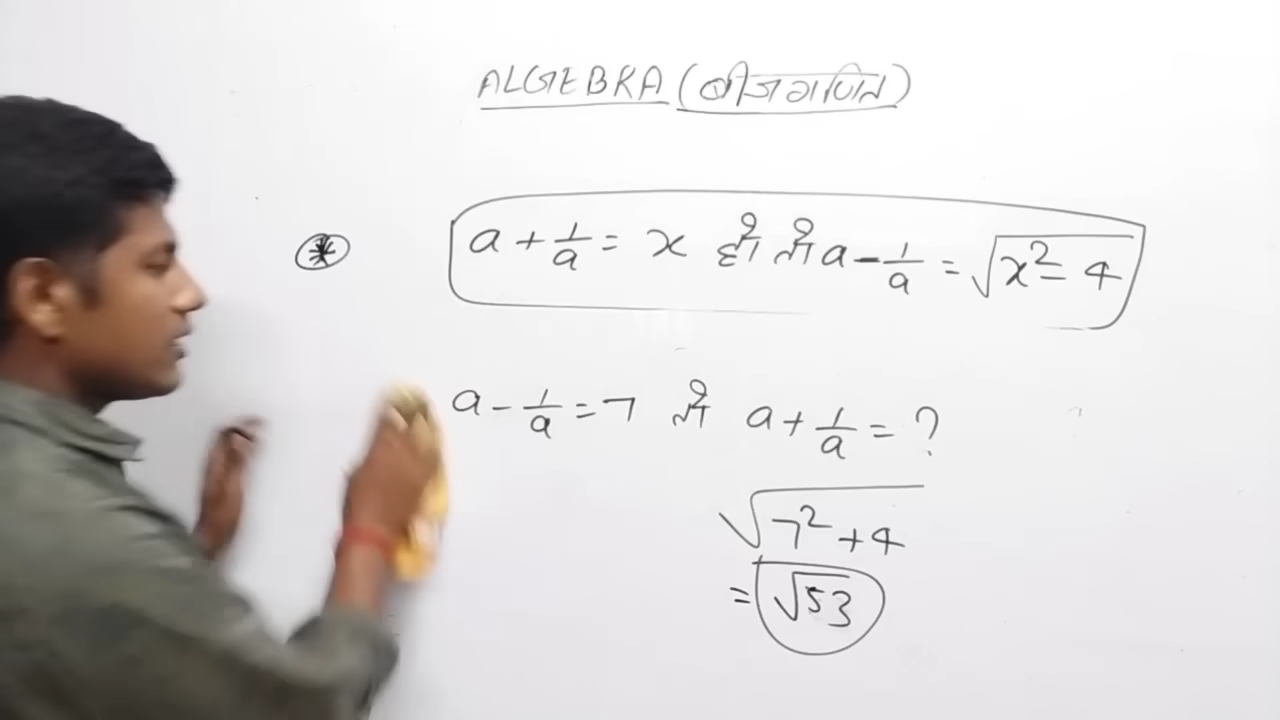 ALGEBRA (बीजगणित)
a + 1/a = x हो तो a - 1/a = √(x² - 4)
a - 1/a = 7 तो a + 1/a = ?
√(7² + 4)
= √53